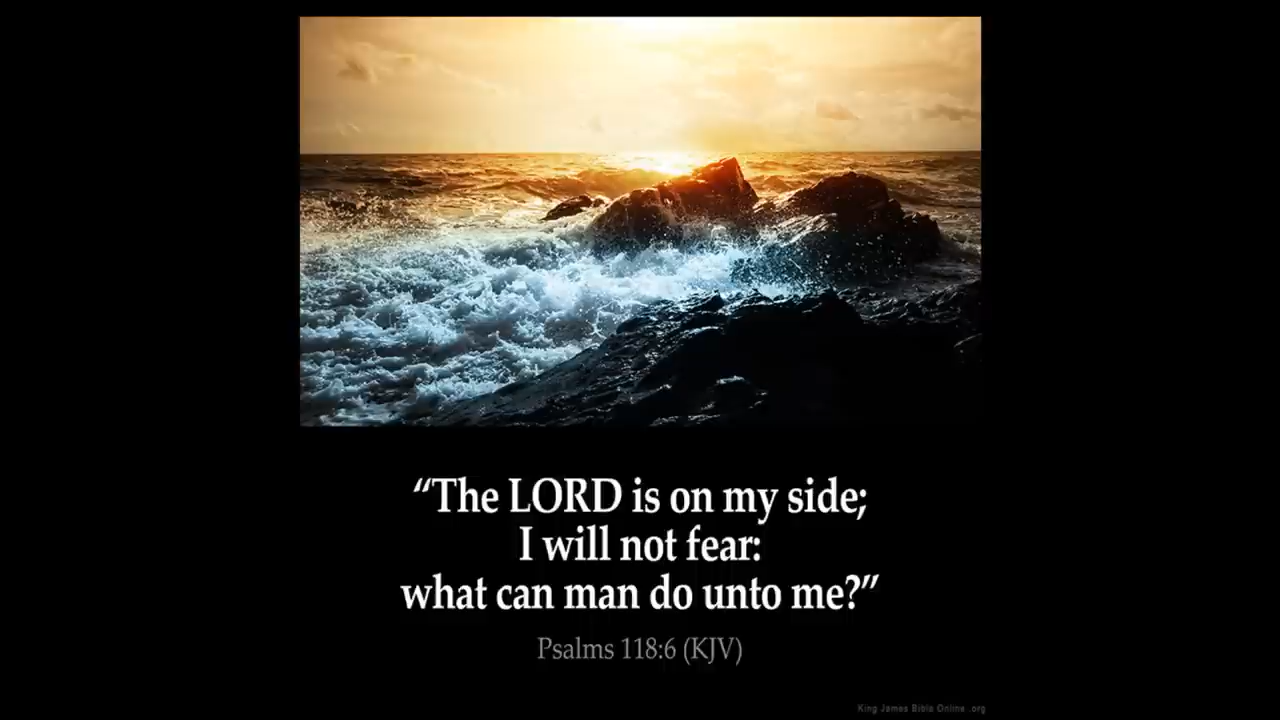 “The LORD is on my side;
I will not fear:
what can man do unto me?”
Psalms 118:6 (KJV)
King James Bible Online .org